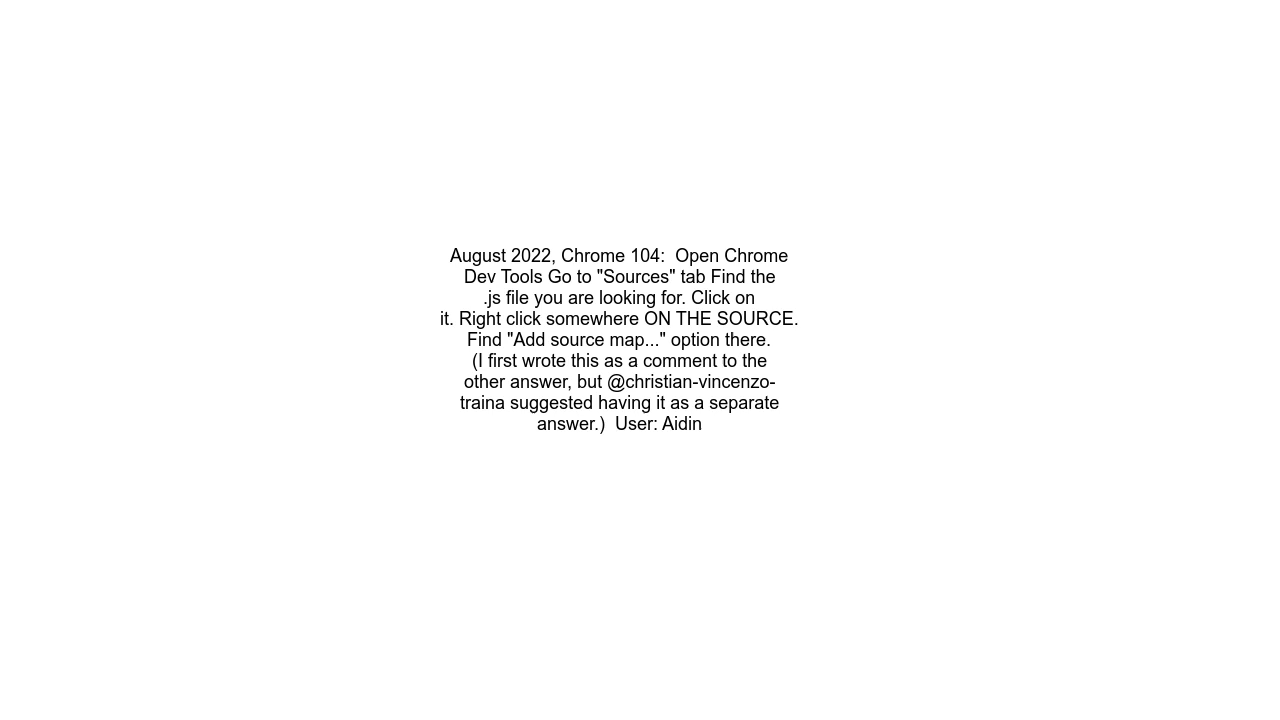 August 2022, Chrome 104:  Open Chrome
Dev Tools Go to "Sources" tab Find the
.js file you are looking for. Click on
it. Right click somewhere ON THE SOURCE.
Find "Add source map..." option there.
(I first wrote this as a comment to the
other answer, but @christian-vincenzo-
traina suggested having it as a separate
answer.)  User: Aidin